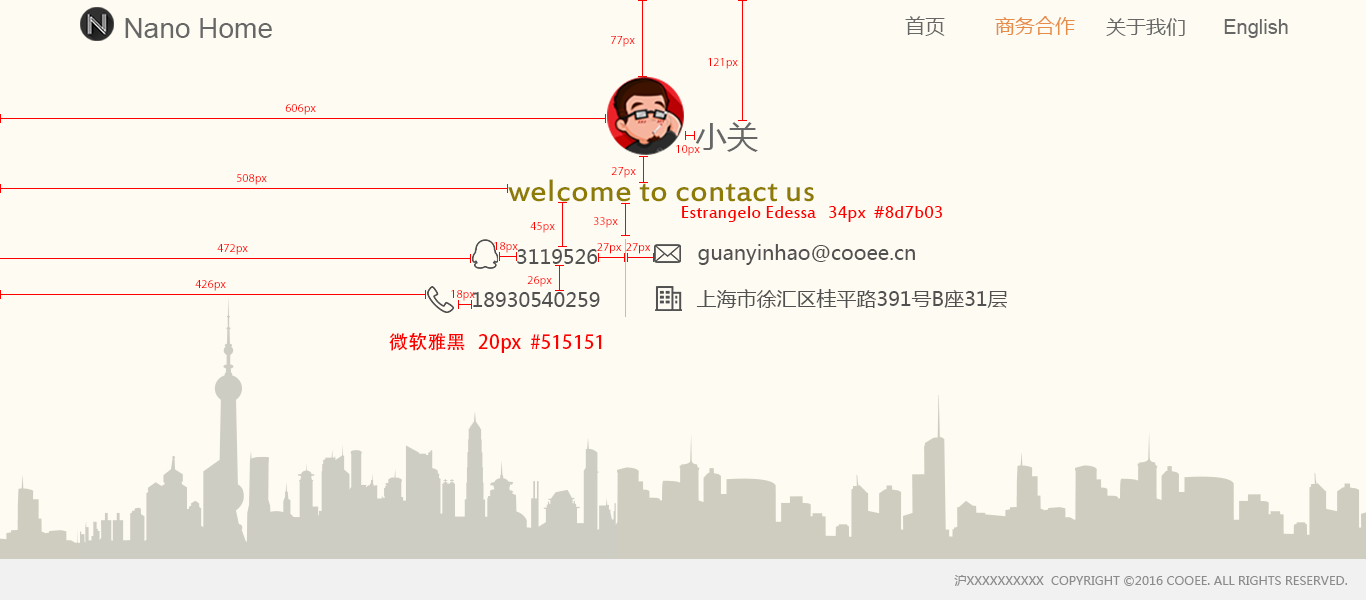 Nano Home 首页 商务合作 关于我们 English
77px
121px
606px
小关
10px
27px
508px
welcome to contact us
Estrangelo Edessa 34px #8d7b03
45px 33px
472px 18px 3119526 27px 27px guanyinhao@cooee.cn
26px
426px 18px 18930540259 上海市徐汇区桂平路391号B座31层
微软雅黑 20px #515151
沪XXXXXXXXXX COPYRIGHT ©2016 COOEE. ALL RIGHTS RESERVED.